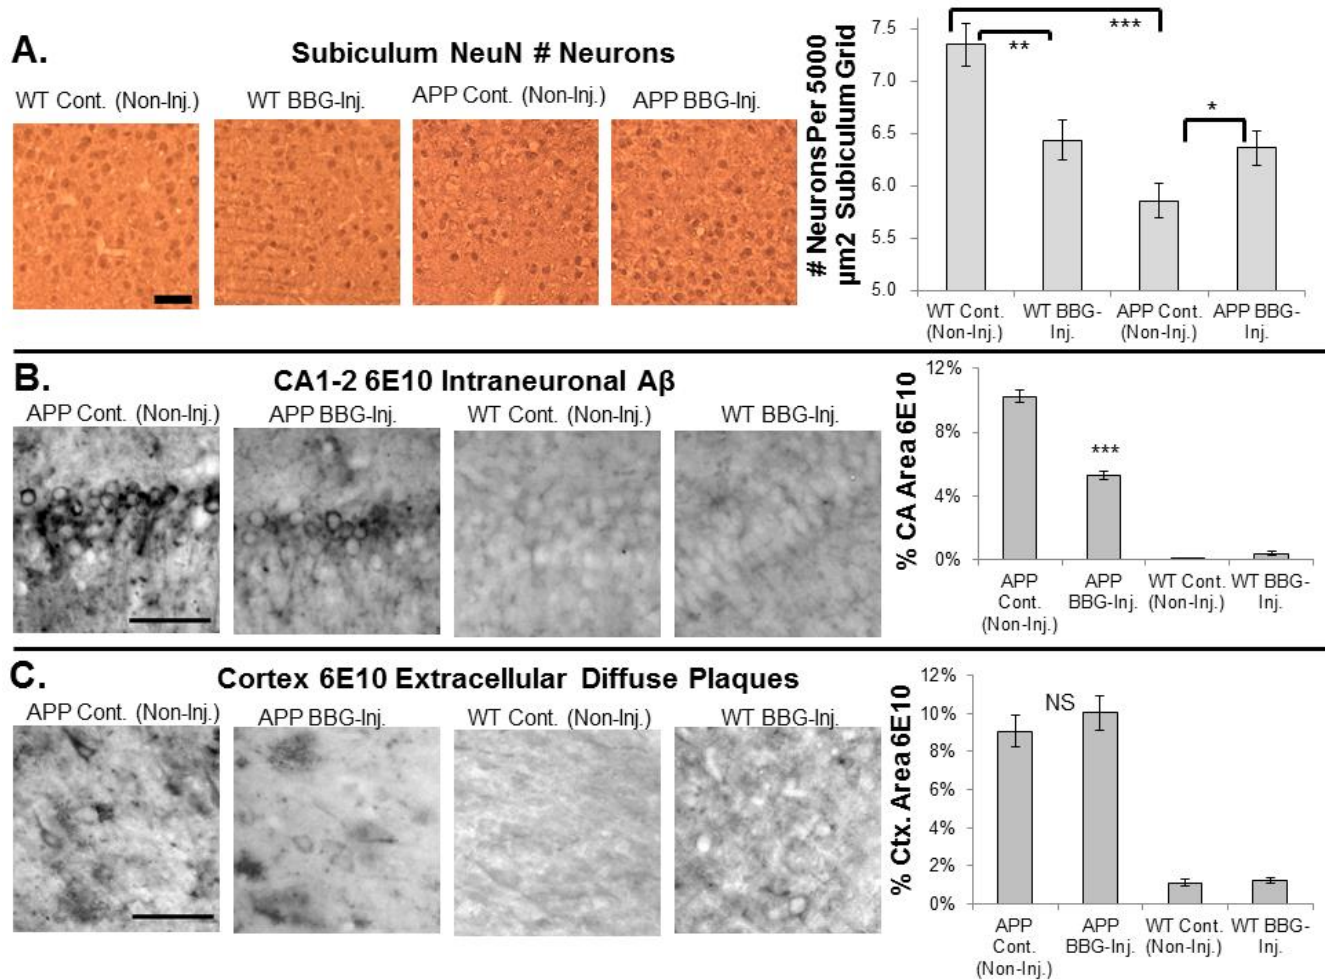 A.
Subiculum NeuN # Neurons
WT Cont. (Non-Inj.)
WT BBG-Inj.
APP Cont. (Non-Inj.)
APP BBG-Inj.
# Neurons Per 5000
µm2 Subiculum Grid
7.5
7.0
6.5
6.0
5.5
5.0
***
**
*
WT Cont.
(Non-Inj.)
WT BBG-
Inj.
APP Cont.
(Non-Inj.)
APP BBG-
Inj.
B.
CA1-2 6E10 Intraneuronal Aβ
APP Cont. (Non-Inj.)
APP BBG-Inj.
WT Cont. (Non-Inj.)
WT BBG-Inj.
% CA Area 6E10
12%
8%
4%
0%
***
APP
Cont.
(Non-Inj.)
APP
BBG-Inj.
WT Cont.
(Non-Inj.)
WT BBG-
Inj.
C.
Cortex 6E10 Extracellular Diffuse Plaques
APP Cont. (Non-Inj.)
APP BBG-Inj.
WT Cont. (Non-Inj.)
WT BBG-Inj.
% Ctx. Area 6E10
12%
10%
8%
6%
4%
2%
0%
NS
APP
Cont.
(Non-Inj.)
APP
BBG-Inj.
WT Cont.
(Non-Inj.)
WT BBG-
Inj.